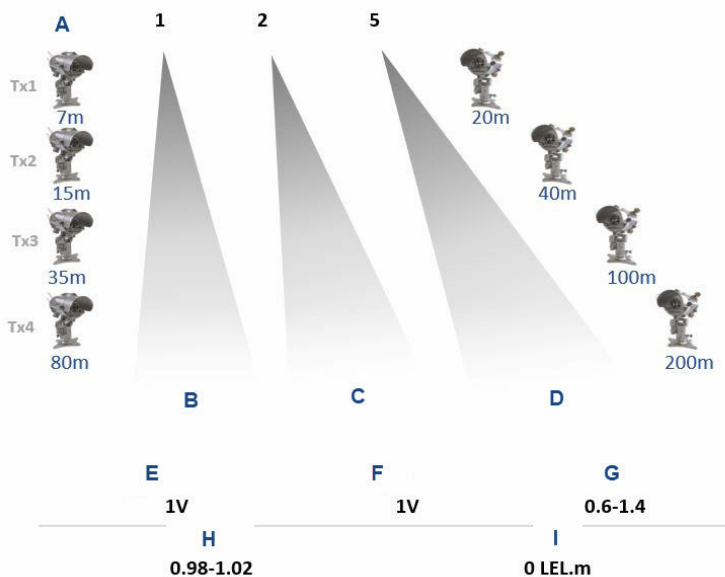 A 1 2 5
Tx1
7m 20m
Tx2
15m 40m
Tx3
35m 100m
Tx4
80m 200m
B C D
E F G
1V 1V 0.6-1.4
H I
0.98-1.02 0 LEL.m